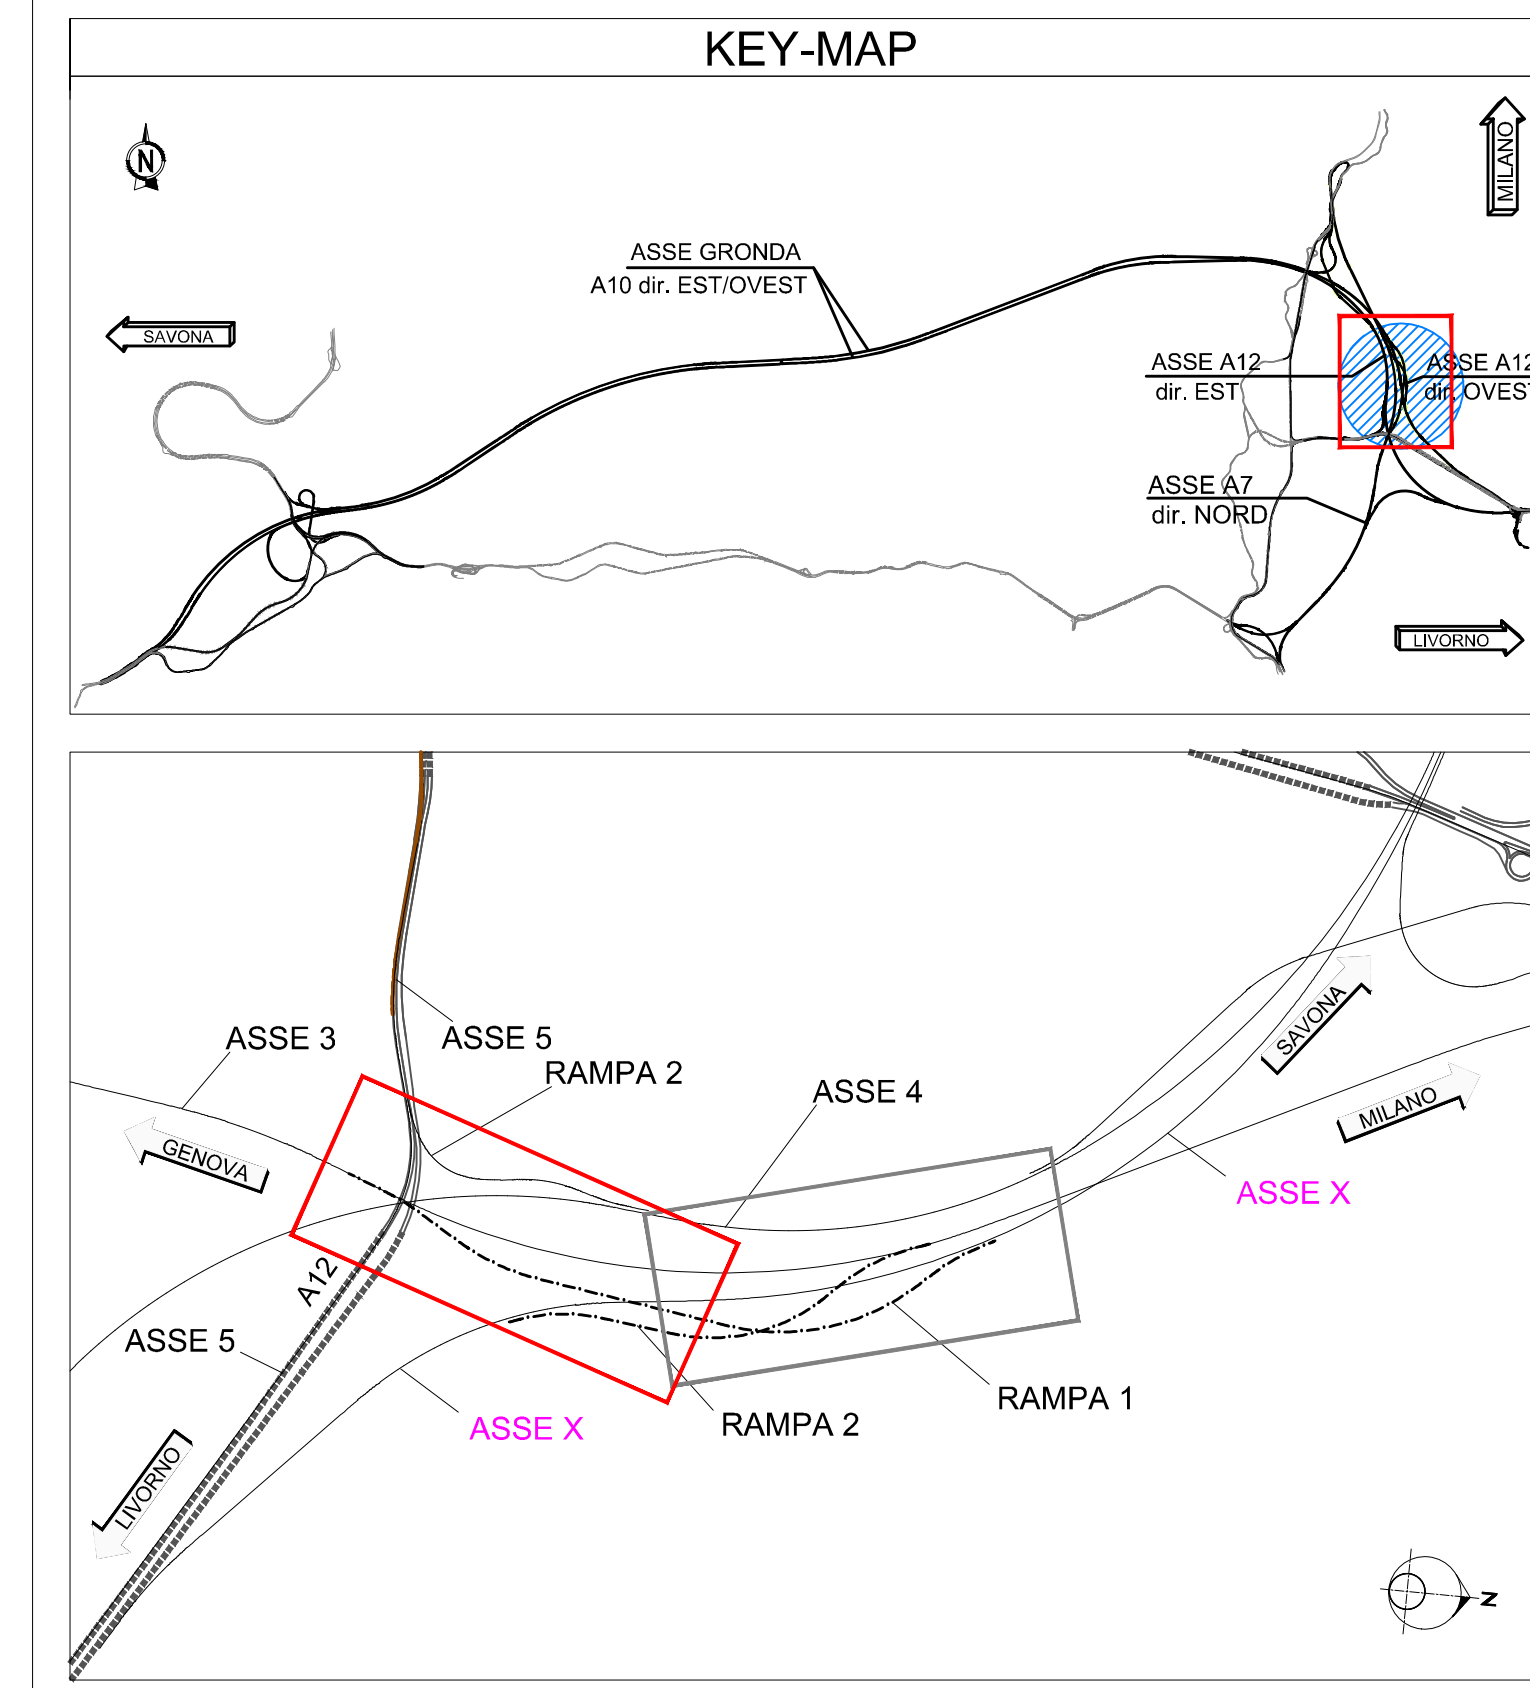 KEY-MAP
N
MILANO
ASSE GRONDA
A10 dir. EST/OVEST
SAVONA
ASSE A12
dir. EST
ASSE A12
dir. OVEST
ASSE A7
dir. NORD
LIVORNO
ASSE 3
ASSE 5
RAMPA 2
ASSE 4
SAVONA
MILANO
GENOVA
ASSE X
A12
ASSE 5
RAMPA 1
RAMPA 2
ASSE X
LIVORNO
N